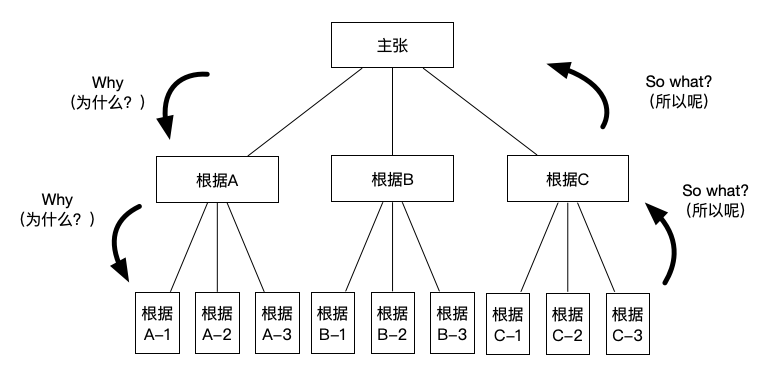 主张
Why
（为什么？）
So what?
（所以呢）
根据A
根据B
根据C
Why
（为什么？）
So what?
（所以呢）
根据
A–1
根据
A–2
根据
A–3
根据
B–1
根据
B–2
根据
B–3
根据
C–1
根据
C–2
根据
C–3